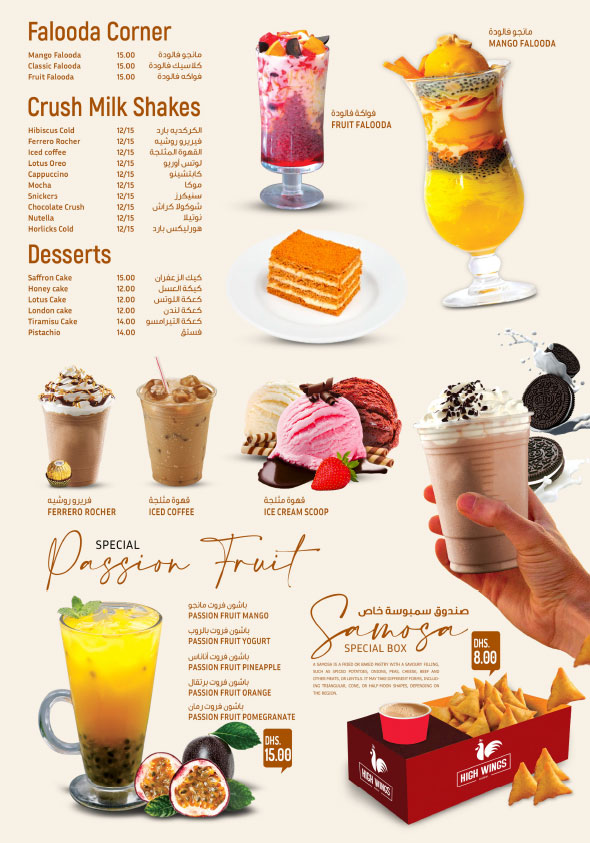 Falooda Corner
Mango Falooda 15.00 مانجو فالودة
Classic Falooda 15.00 كلاسيك فالودة
Fruit Falooda 15.00 فواكه فالودة
Crush Milk Shakes
Hibiscus Cold 12/15 الكركديه بارد
Ferrero Rocher 12/15 فيريرو روشيه
Iced coffee 12/15 القهوة المثلجة
Lotus Oreo 12/15 لوتس أوريو
Cappuccino 12/15 كابتشينو
Mocha 12/15 موكا
Snickers 12/15 سنيكرز
Chocolate Crush 12/15 شوكولا كراش
Nutella 12/15 نوتيلا
Horlicks Cold 12/15 هورليكس بارد
Desserts
Saffron Cake 15.00 كيك الزعفران
Honey cake 12.00 كيكة العسل
Lotus Cake 12.00 كعكة اللوتس
London cake 12.00 كعكة لندن
Tiramisu Cake 14.00 كعكة التيرامسو
Pistachio 14.00 فستق
فواكة فالودة
FRUIT FALOODA
مانجو فالودة
MANGO FALOODA
فريرو روشيه
FERRERO ROCHER
قهوة مثلجة
ICED COFFEE
قهوة مثلجة
ICE CREAM SCOOP
SPECIAL
Passion Fruit
باشون فروت مانجو
PASSION FRUIT MANGO
باشون فروت بالروب
PASSION FRUIT YOGURT
باشون فروت أناناس
PASSION FRUIT PINEAPPLE
باشون فروت برتقال
PASSION FRUIT ORANGE
باشون فروت رمان
PASSION FRUIT POMEGRANATE
DHS.
15.00
صندوق سمبوسة خاص
Samosa
SPECIAL BOX
DHS.
8.00
A SAMOSA IS A FRIED OR BAKED PASTRY WITH A SAVOURY FILLING,
SUCH AS SPICED POTATOES, ONIONS, PEAS, CHEESE, BEEF AND
OTHER MEATS, OR LENTILS. IT MAY TAKE DIFFERENT FORMS, INCLUD-
ING TRIANGULAR, CONE, OR HALF-MOON SHAPES, DEPENDING ON
THE REGION.
HIGH WINGS
HIGH WINGS